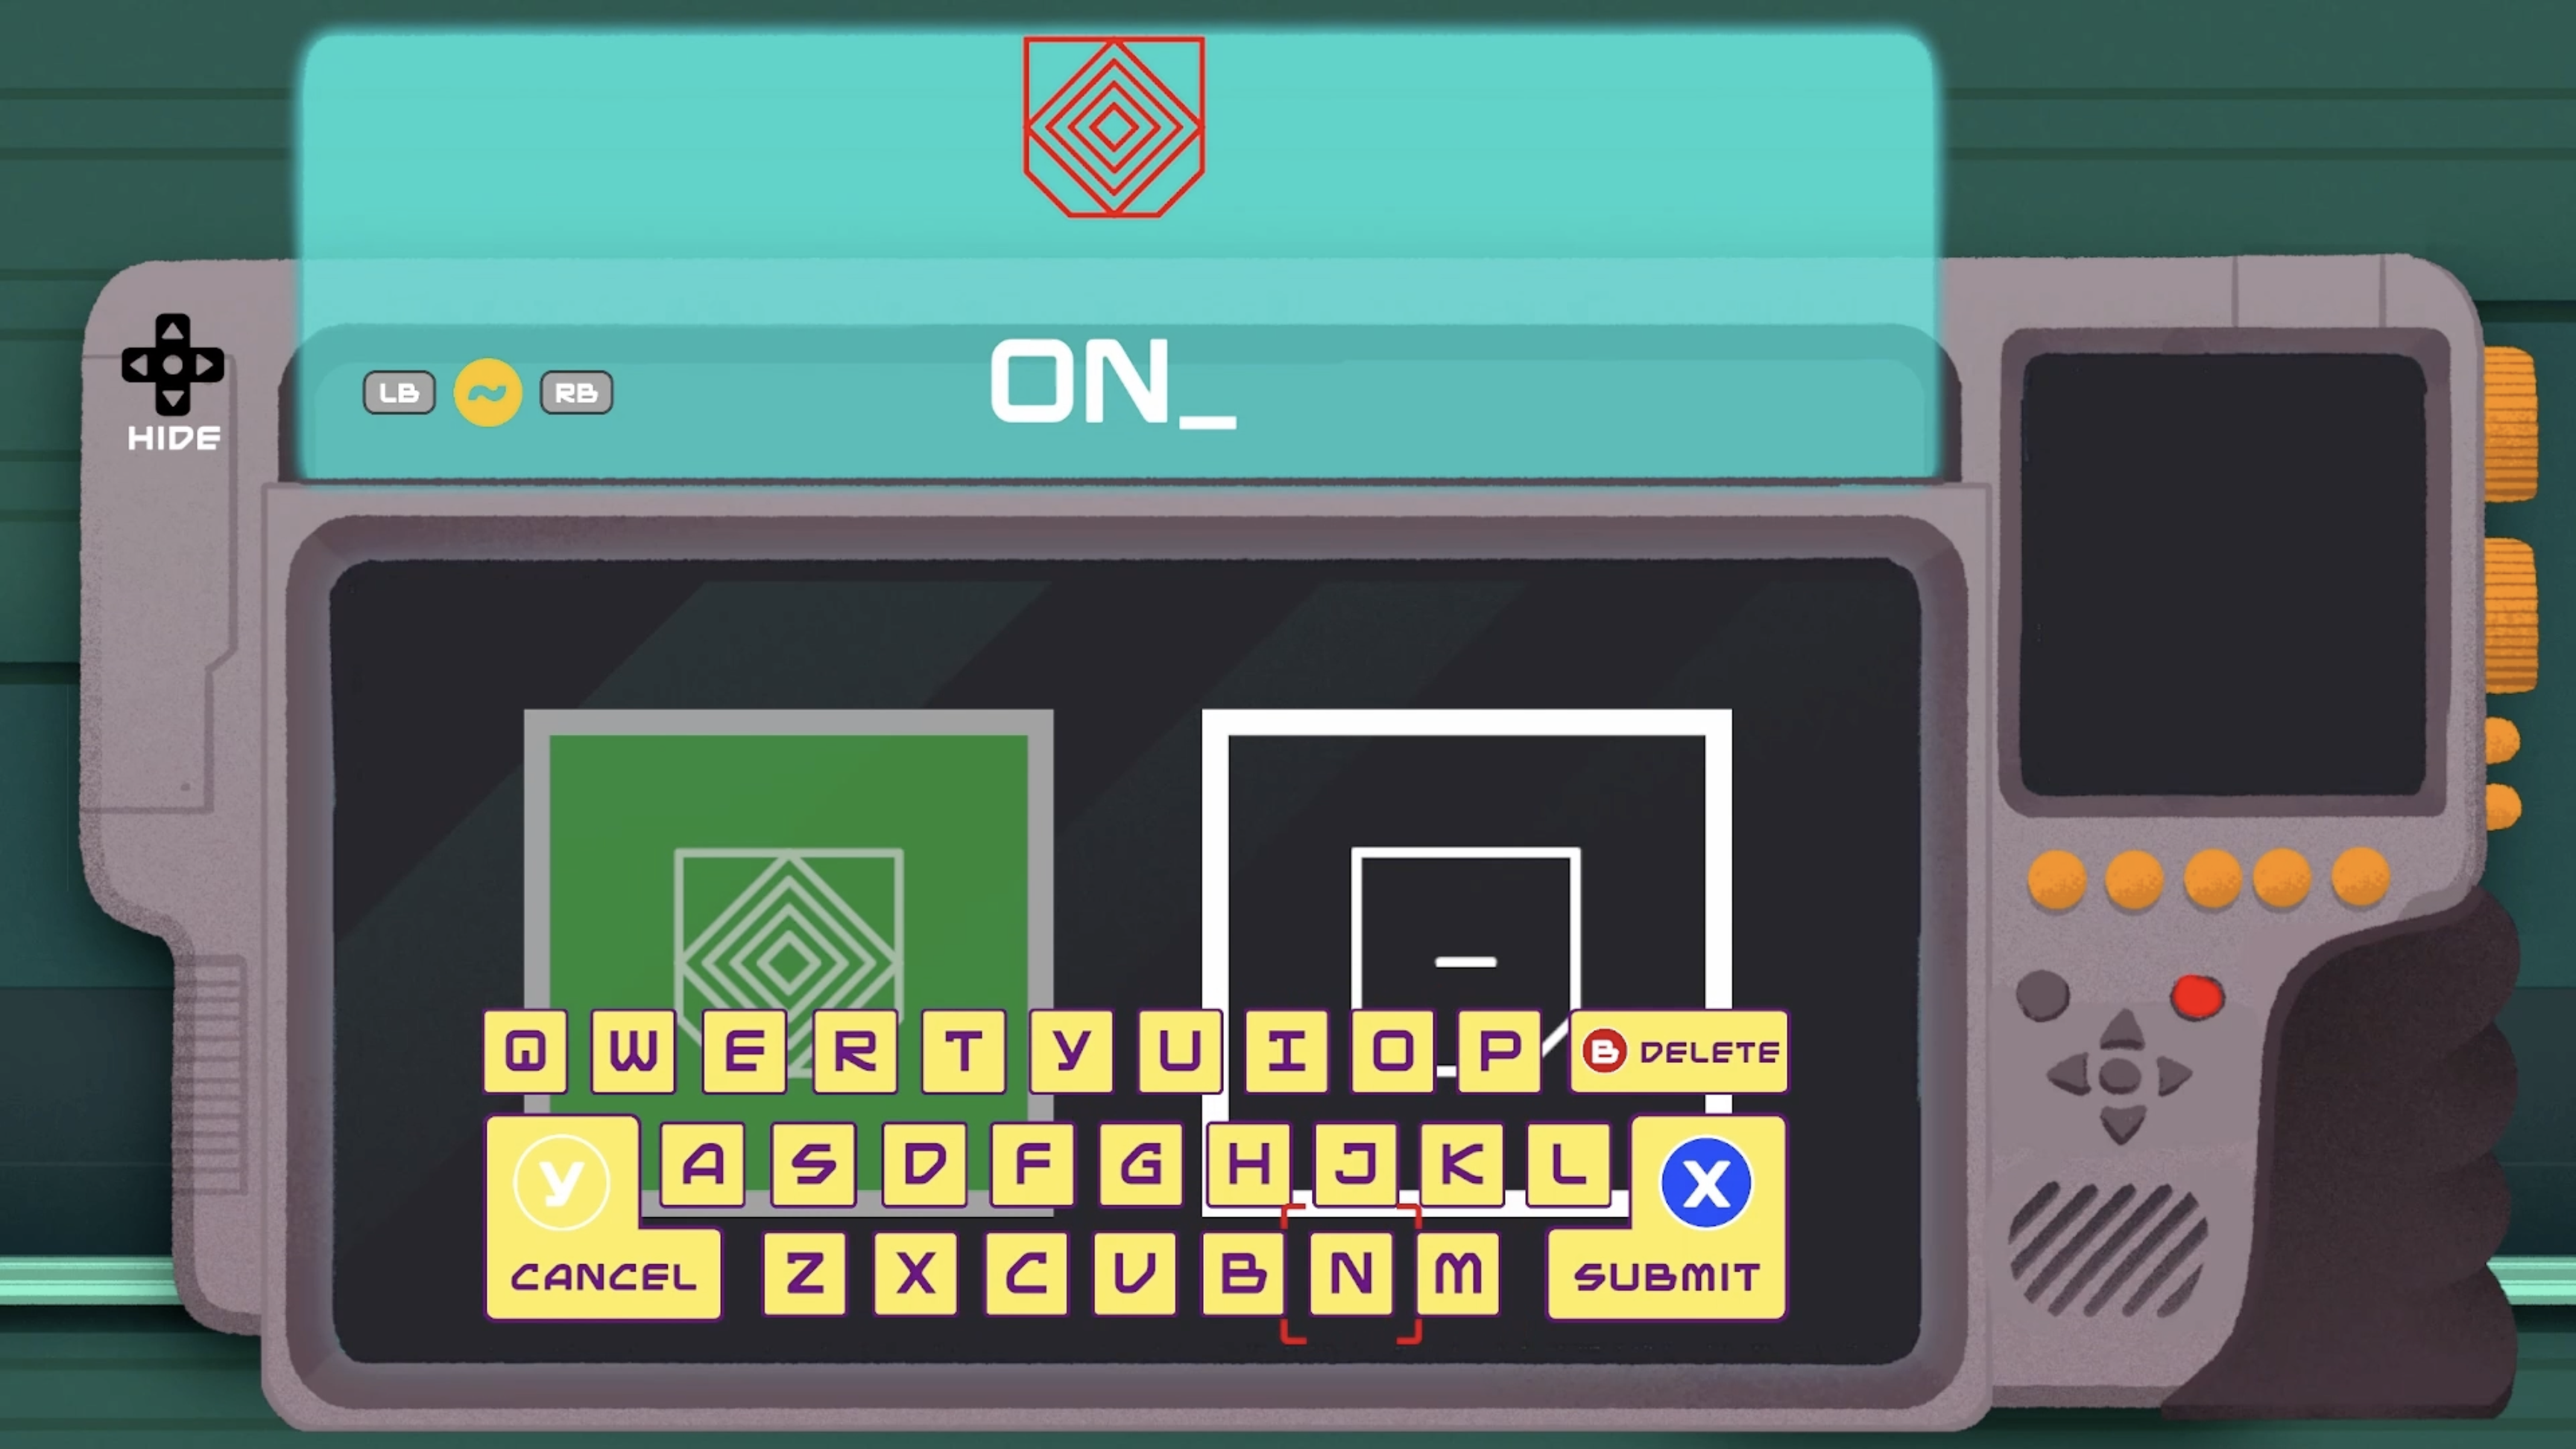 ON_
LB ~ RB
HIDE
Q W E R T Y U I O P B DELETE
Y A S D F G H J K L X
CANCEL Z X C V B N M SUBMIT